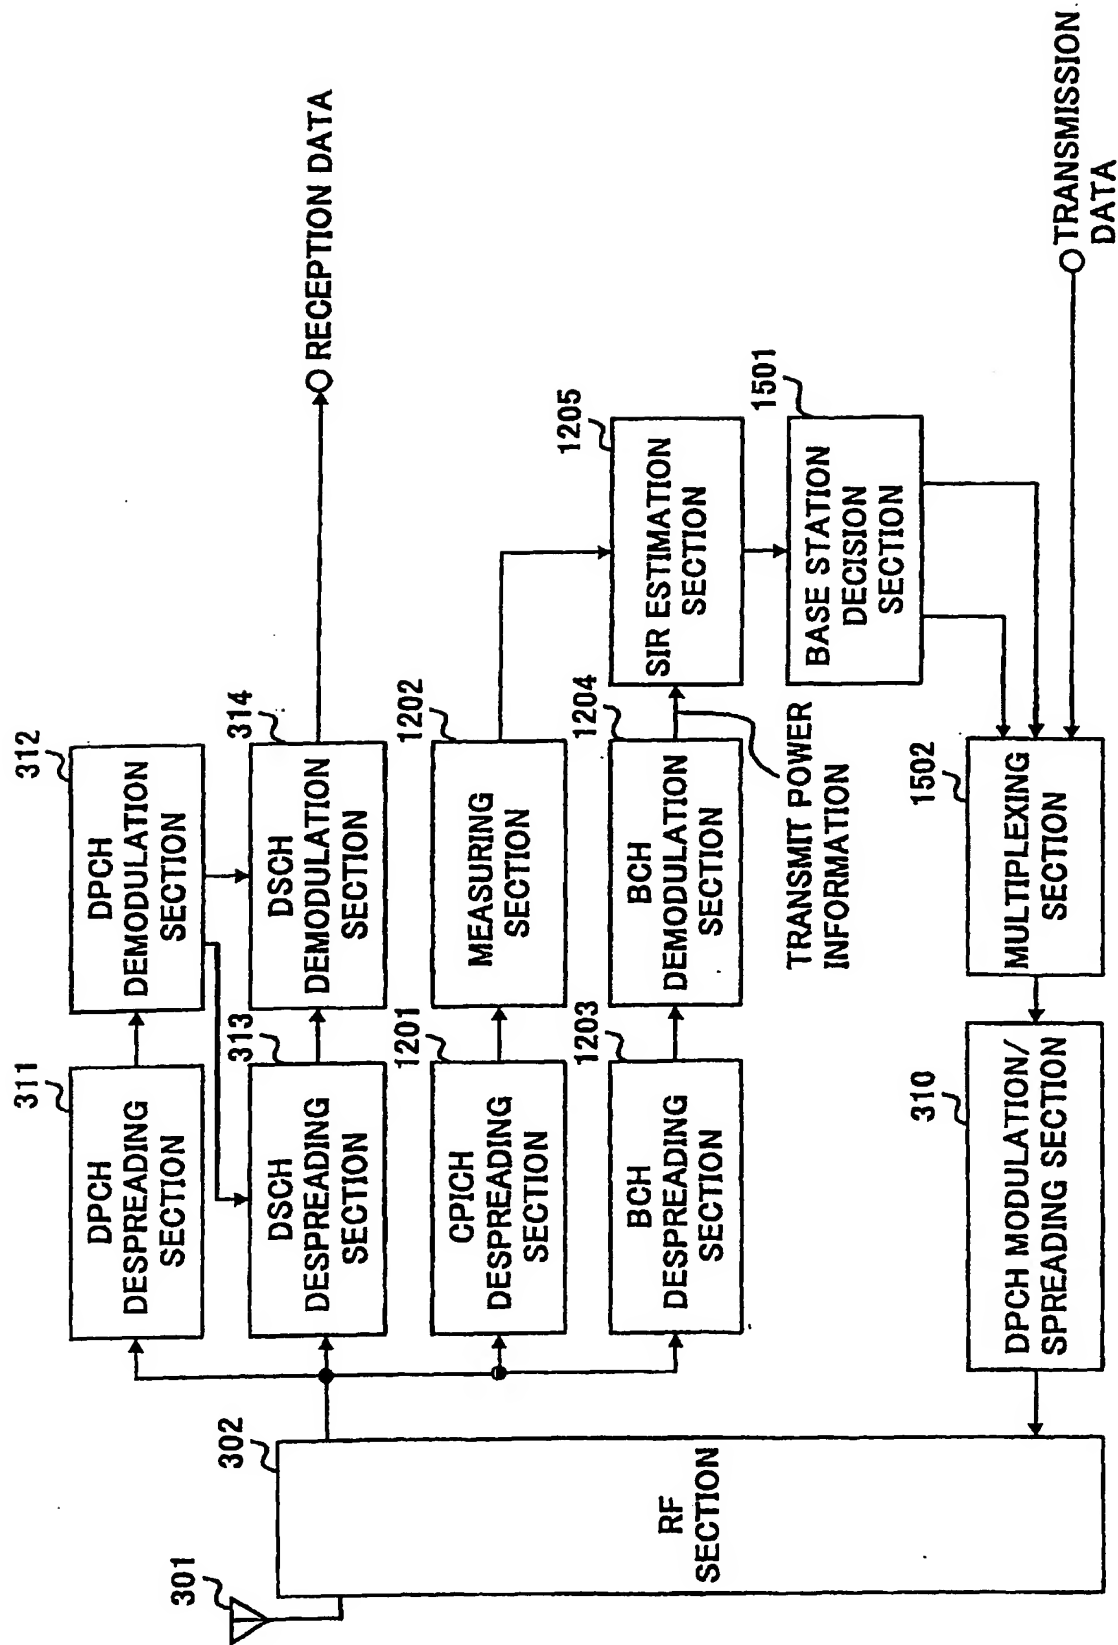 301
302
RF
SECTION
311
DPCH
DESPREADING
SECTION
312
DPCH
DEMODULATION
SECTION
313
DSCH
DESPREADING
SECTION
314
DSCH
DEMODULATION
SECTION
RECEPTION DATA
1201
CPICH
DESPREADING
SECTION
1202
MEASURING
SECTION
1203
BCH
DESPREADING
SECTION
1204
BCH
DEMODULATION
SECTION
TRANSMIT POWER
INFORMATION
1205
SIR ESTIMATION
SECTION
1501
BASE STATION
DECISION
SECTION
310
DPCH MODULATION/
SPREADING SECTION
1502
MULTIPLEXING
SECTION
TRANSMISSION
DATA